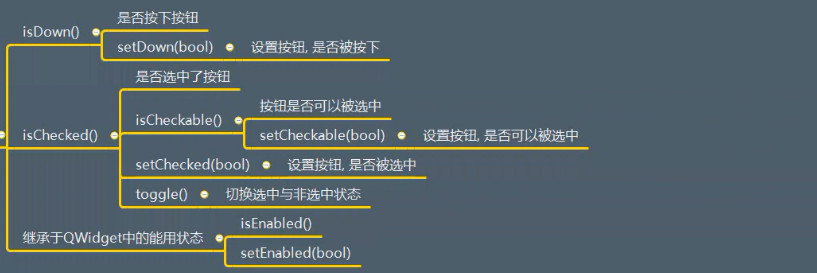 isDown()
是否按下按钮
setDown(bool)
设置按钮, 是否被按下
isChecked()
是否选中了按钮
isCheckable()
按钮是否可以被选中
setCheckable(bool)
设置按钮, 是否可以被选中
setChecked(bool)
设置按钮, 是否被选中
toggle()
切换选中与非选中状态
继承于QWidget中的能用状态
isEnabled()
setEnabled(bool)